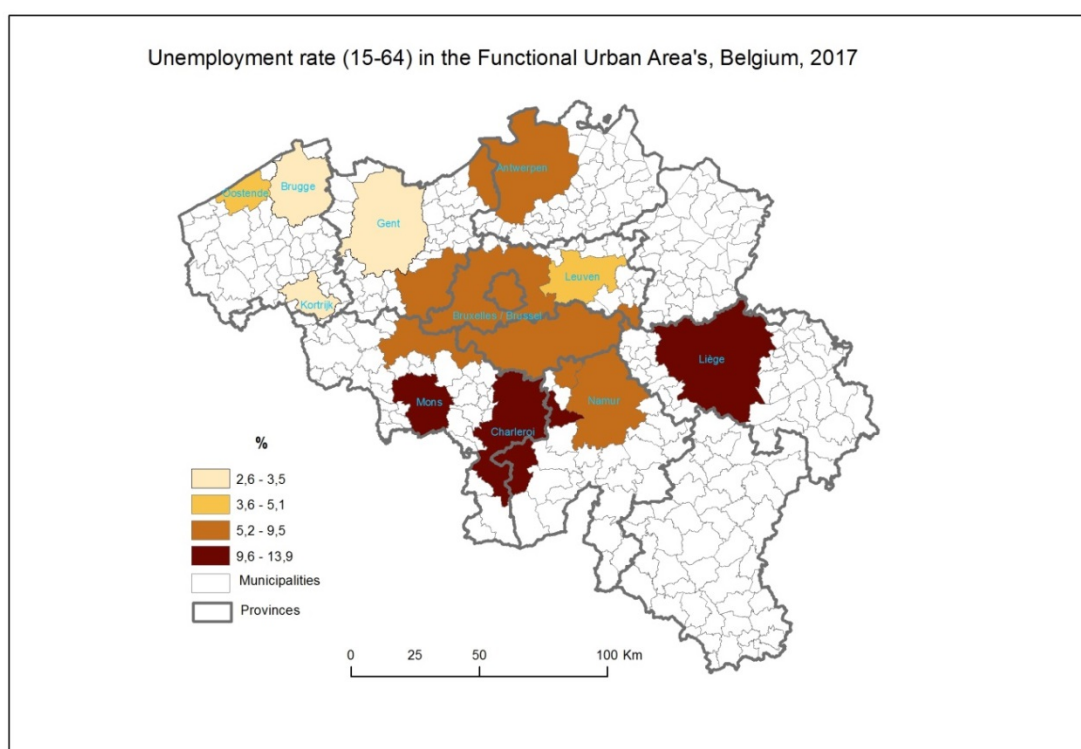 Unemployment rate (15-64) in the Functional Urban Area's, Belgium, 2017
Antwerpen
Oostende
Brugge
Gent
Leuven
Kortrijk
Bruxelles / Brussel
Liège
Mons
Namur
Charleroi
%
2,6 - 3,5
3,6 - 5,1
5,2 - 9,5
9,6 - 13,9
Municipalities
Provinces
0 25 50 100 Km